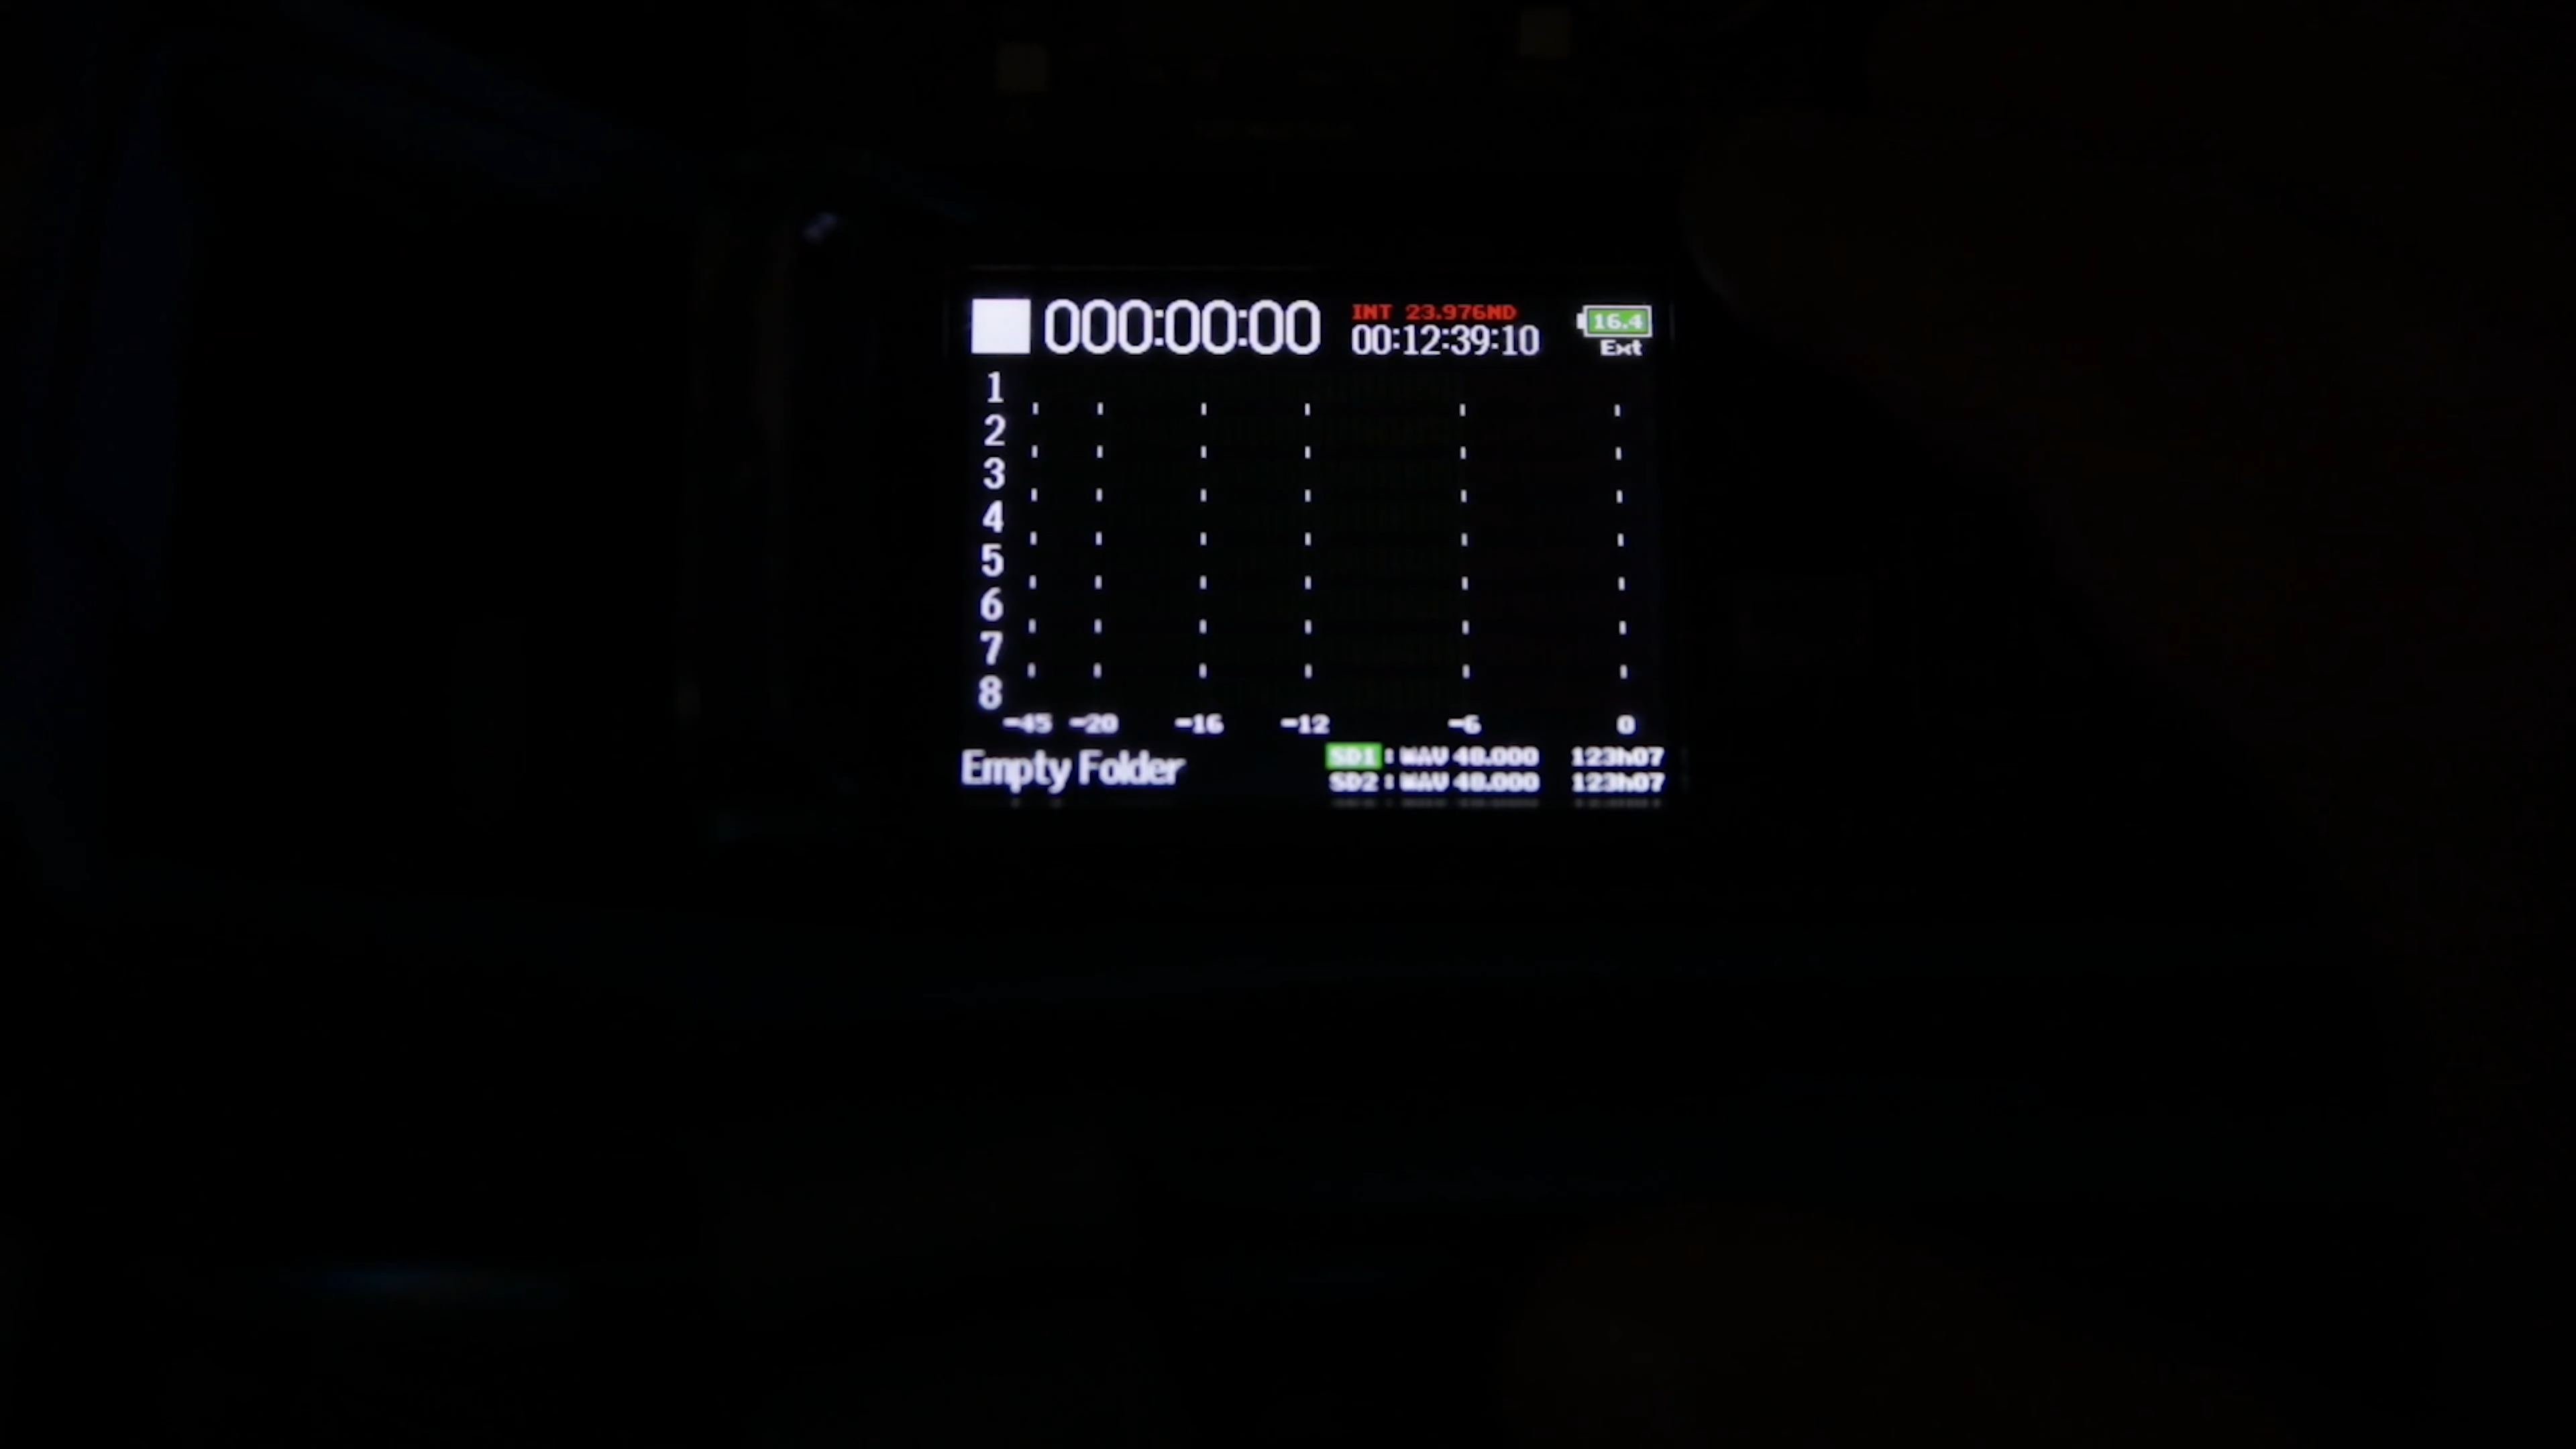 000:00:00 INT 23.976ND 16.4
00:12:39:10 Ext
1
2
3
4
5
6
7
8
-45 -20 -16 -12 -6 0
Empty Folder SD1: WAV 48.000 123h07
SD2: WAV 48.000 123h07